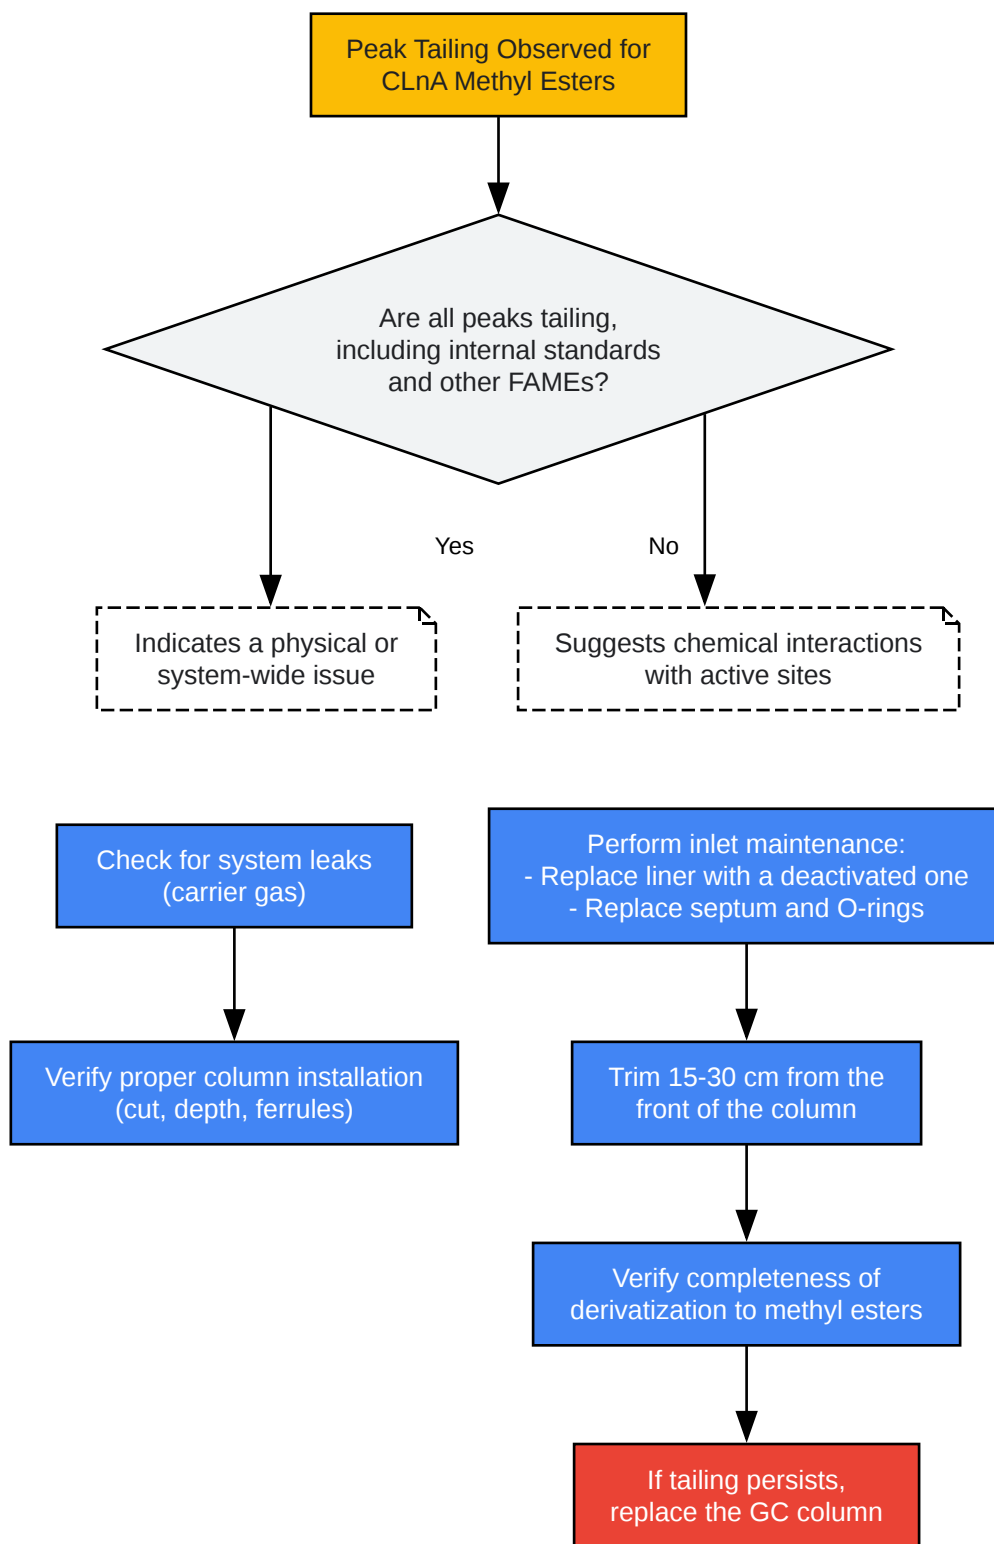 Peak Tailing Observed for
CLnA Methyl Esters
Are all peaks tailing,
including internal standards
and other FAMEs?
Yes
No
Indicates a physical or
system-wide issue
Suggests chemical interactions
with active sites
Check for system leaks
(carrier gas)
Perform inlet maintenance:
- Replace liner with a deactivated one
- Replace septum and O-rings
Verify proper column installation
(cut, depth, ferrules)
Trim 15-30 cm from the
front of the column
Verify completeness of
derivatization to methyl esters
If tailing persists,
replace the GC column